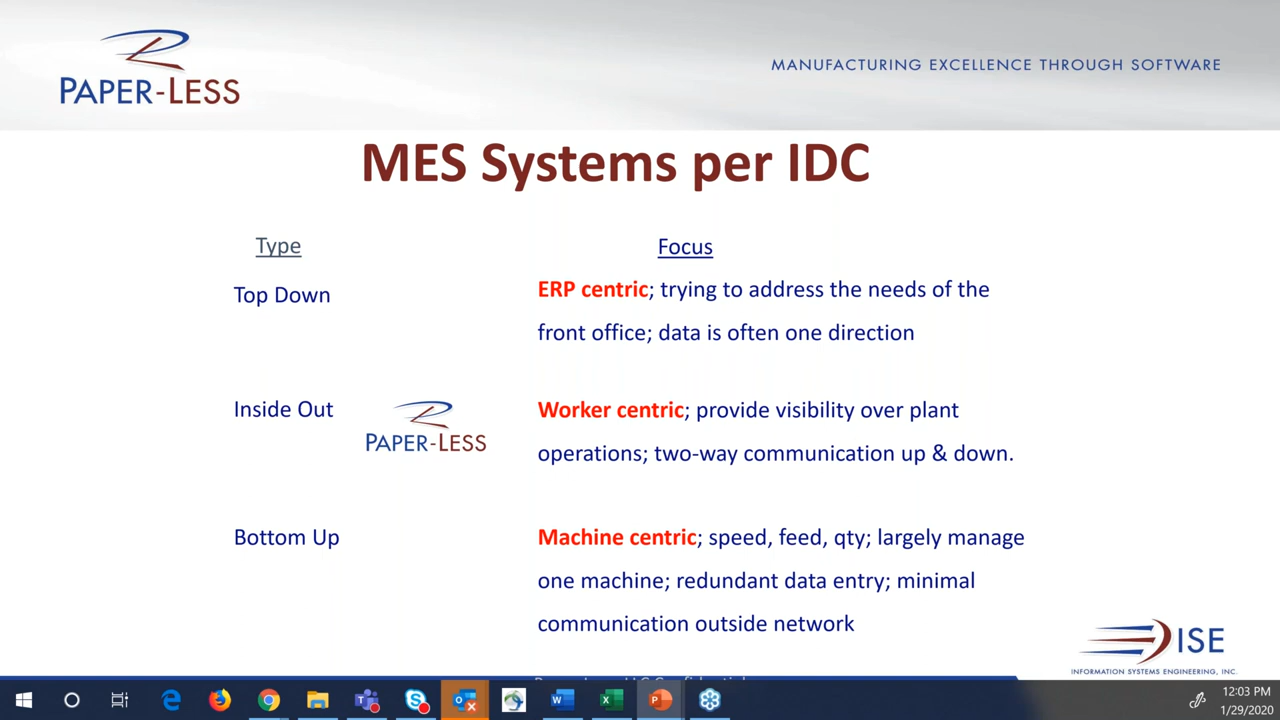 PAPER-LESS
MANUFACTURING EXCELLENCE THROUGH SOFTWARE
MES Systems per IDC
Type
Focus
Top Down
ERP centric; trying to address the needs of the
front office; data is often one direction
Inside Out
PAPER-LESS
Worker centric; provide visibility over plant
operations; two-way communication up & down.
Bottom Up
Machine centric; speed, feed, qty; largely manage
one machine; redundant data entry; minimal
communication outside network
ISE
INFORMATION SYSTEMS ENGINEERING, INC.
12:03 PM
1/29/2020